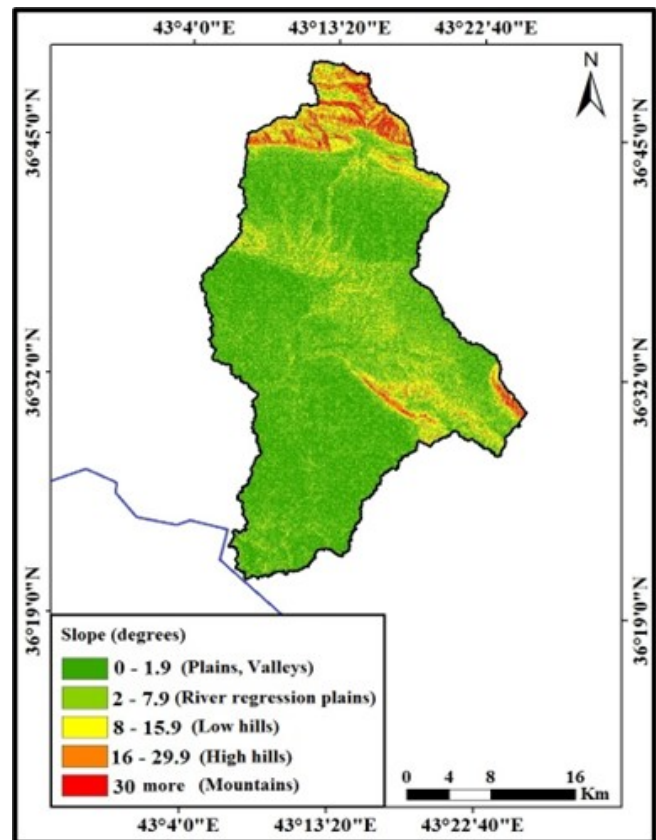 43°4'0"E 43°13'20"E 43°22'40"E
N
36°45'0"N 36°45'0"N
36°32'0"N 36°32'0"N
36°19'0"N 36°19'0"N
Slope (degrees)
0 - 1.9 (Plains, Valleys)
2 - 7.9 (River regression plains)
8 - 15.9 (Low hills)
16 - 29.9 (High hills)
30 more (Mountains)
0 4 8 16
Km
43°4'0"E 43°13'20"E 43°22'40"E